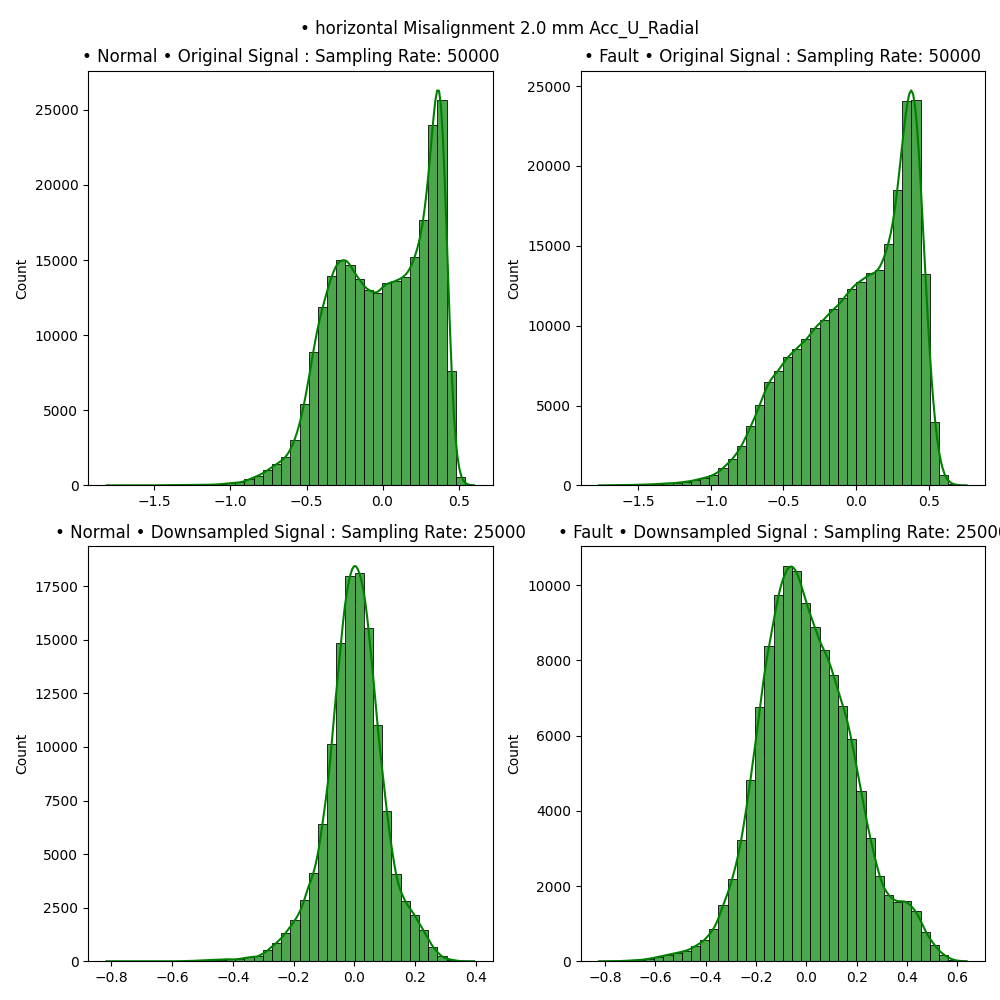 • horizontal Misalignment 2.0 mm Acc_U_Radial
• Normal • Original Signal : Sampling Rate: 50000
• Fault • Original Signal : Sampling Rate: 50000
25000
20000
15000
10000
5000
0
Count
−1.5 −1.0 −0.5 0.0 0.5
25000
20000
15000
10000
5000
0
Count
−1.5 −1.0 −0.5 0.0 0.5
• Normal • Downsampled Signal : Sampling Rate: 25000
• Fault • Downsampled Signal : Sampling Rate: 25000
17500
15000
12500
10000
7500
5000
2500
0
Count
−0.8 −0.6 −0.4 −0.2 0.0 0.2 0.4
10000
8000
6000
4000
2000
0
Count
−0.8 −0.6 −0.4 −0.2 0.0 0.2 0.4 0.6